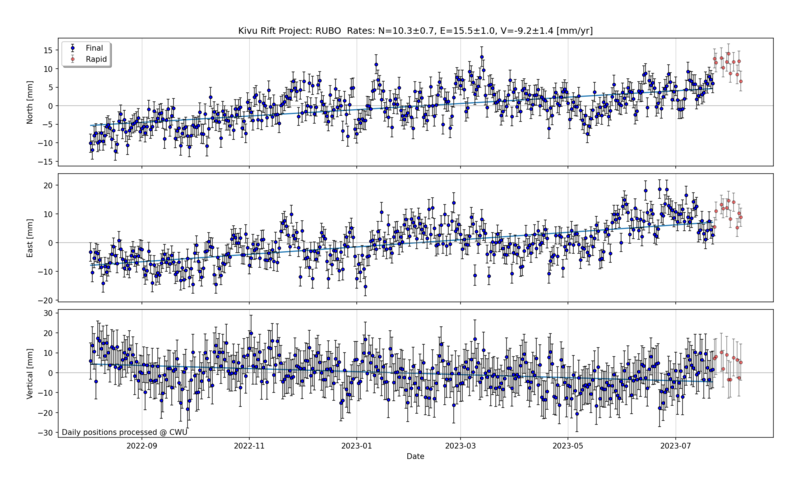 Kivu Rift Project: RUBO Rates: N=10.3±0.7, E=15.5±1.0, V=-9.2±1.4 [mm/yr]
Final
Rapid
North [mm]
15
10
5
0
−5
−10
−15
East [mm]
20
10
0
−10
−20
Vertical [mm]
30
20
10
0
−10
−20
−30
Daily positions processed @ CWU
2022-09 2022-11 2023-01 2023-03 2023-05 2023-07
Date